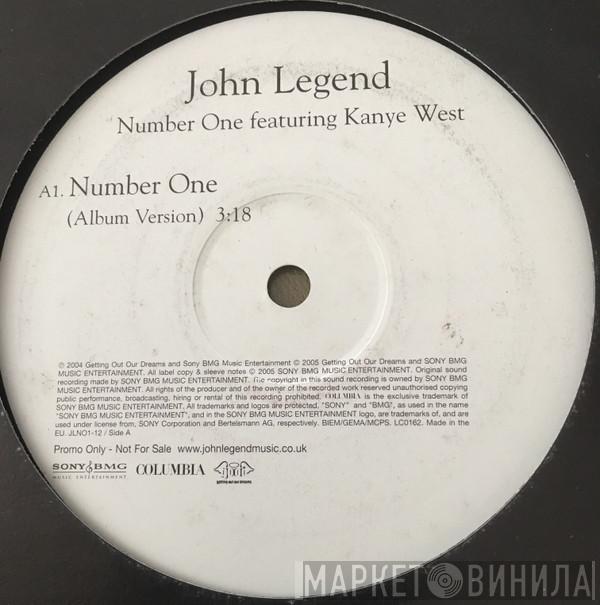 John Legend
Number One featuring Kanye West
A1. Number One
(Album Version) 3:18
℗ 2004 Getting Out Our Dreams and Sony BMG Music Entertainment © 2005 Getting Out Our Dreams and SONY BMG
MUSIC ENTERTAINMENT. All label copy & sleeve notes © 2005 SONY BMG MUSIC ENTERTAINMENT. Original sound
recording made by SONY BMG MUSIC ENTERTAINMENT. The copyright in this sound recording is owned by SONY BMG
MUSIC ENTERTAINMENT. All rights of the producer and of the owner of the recorded work reserved unauthorised copying
public performance, broadcasting, hiring or rental of this recording prohibited. COLUMBIA is the exclusive trademark of
SONY BMG MUSIC ENTERTAINMENT. All trademarks and logos are protected. "SONY" and "BMG", as used in the name
"SONY BMG MUSIC ENTERTAINMENT", and in the SONY BMG MUSIC ENTERTAINMENT logo, are trademarks of, and are
used under license from, SONY Corporation and Bertelsmann AG, respectively. BIEM/GEMA/MCPS. LC0162. Made in the
EU. JLNO1-12 / Side A
Promo Only - Not For Sale www.johnlegendmusic.co.uk
SONY BMG COLUMBIA
MUSIC ENTERTAINMENT GETTING OUT OUR DREAMS
МАРКЕТ ВИНИЛА